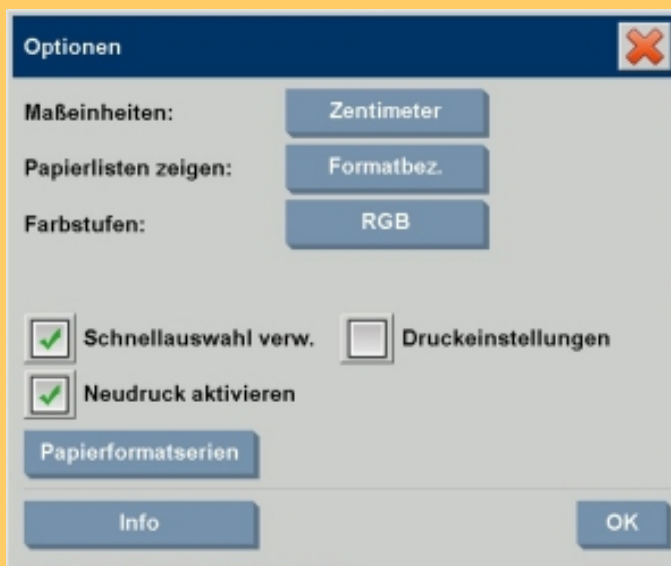 Optionen
Maßeinheiten: Zentimeter
Papierlisten zeigen: Formatbez.
Farbstufen: RGB
Schnellauswahl verw. Druckeinstellungen
Neudruck aktivieren
Papierformatserien
Info OK